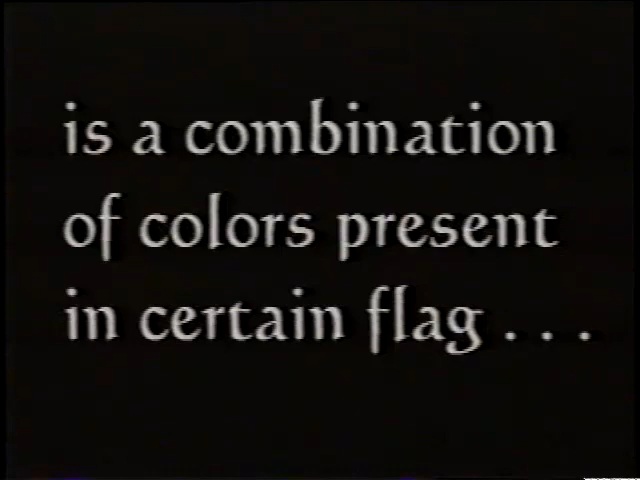 is a combination
of colors present
in certain flag . . .